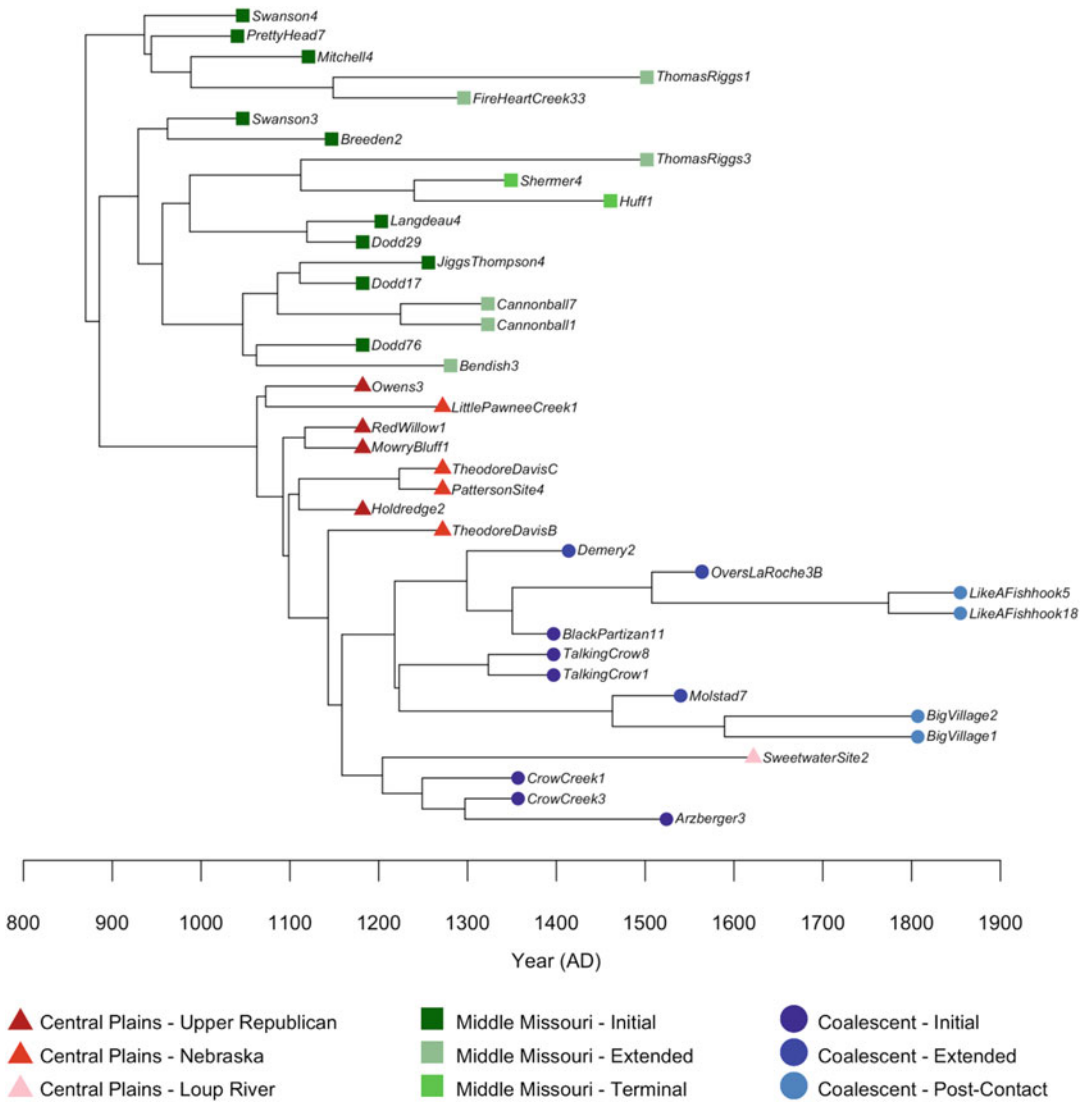 Swanson4
PrettyHead7
Mitchell4
ThomasRiggs1
FireHeartCreek33
Swanson3
Breeden2
ThomasRiggs3
Shermer4
Huff1
Langdeau4
Dodd29
JiggsThompson4
Dodd17
Cannonball7
Cannonball1
Dodd76
Bendish3
Owens3
LittlePawneeCreek1
RedWillow1
MowryBluff1
TheodoreDavisC
PattersonSite4
Holdredge2
TheodoreDavisB
Demery2
OversLaRoche3B
LikeAFishhook5
LikeAFishhook18
BlackPartizan11
TalkingCrow8
TalkingCrow1
Molstad7
BigVillage2
BigVillage1
SweetwaterSite2
CrowCreek1
CrowCreek3
Arzberger3
800 900 1000 1100 1200 1300 1400 1500 1600 1700 1800 1900
Year (AD)
Central Plains - Upper Republican
Central Plains - Nebraska
Central Plains - Loup River
Middle Missouri - Initial
Middle Missouri - Extended
Middle Missouri - Terminal
Coalescent - Initial
Coalescent - Extended
Coalescent - Post-Contact